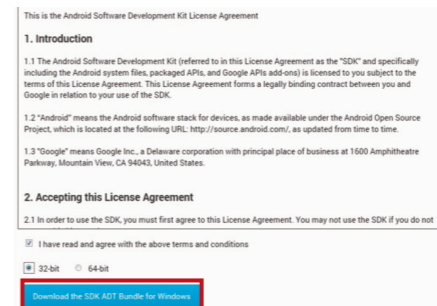 This is the Android Software Development Kit License Agreement
1. Introduction
1.1 The Android Software Development Kit (referred to in this License Agreement as the "SDK" and specifically
including the Android system files, packaged APIs, and Google APIs add-ons) is licensed to you subject to the
terms of this License Agreement. This License Agreement forms a legally binding contract between you and
Google in relation to your use of the SDK.
1.2 "Android" means the Android software stack for devices, as made available under the Android Open Source
Project, which is located at the following URL: http://source.android.com/, as updated from time to time.
1.3 "Google" means Google Inc., a Delaware corporation with principal place of business at 1600 Amphitheatre
Parkway, Mountain View, CA 94043, United States.
2. Accepting this License Agreement
2.1 In order to use the SDK, you must first agree to this License Agreement. You may not use the SDK if you do not
I have read and agree with the above terms and conditions
32-bit 64-bit
Download the SDK ADT Bundle for Windows